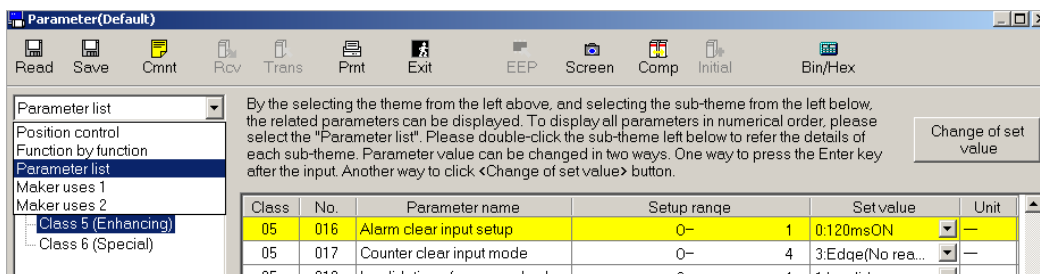 Parameter(Default)
Read Save Cmnt Rcv Trans Prnt Exit EEP Screen Comp Initial Bin/Hex
Parameter list
Position control
Function by function
Parameter list
Maker uses 1
Maker uses 2
Class 5 (Enhancing)
Class 6 (Special)
By the selecting the theme from the left above, and selecting the sub-theme from the left below,
the related parameters can be displayed. To display all parameters in numerical order, please
select the "Parameter list". Please double-click the sub-theme left below to refer the details of
each sub-theme. Parameter value can be changed in two ways. One way to press the Enter key
after the input. Another way to click <Change of set value> button.
Change of set
value
Class No. Parameter name Setup range Set value Unit
05 016 Alarm clear input setup 0− 1 0:120msON —
05 017 Counter clear input mode 0− 4 3:Edge(No rea... —